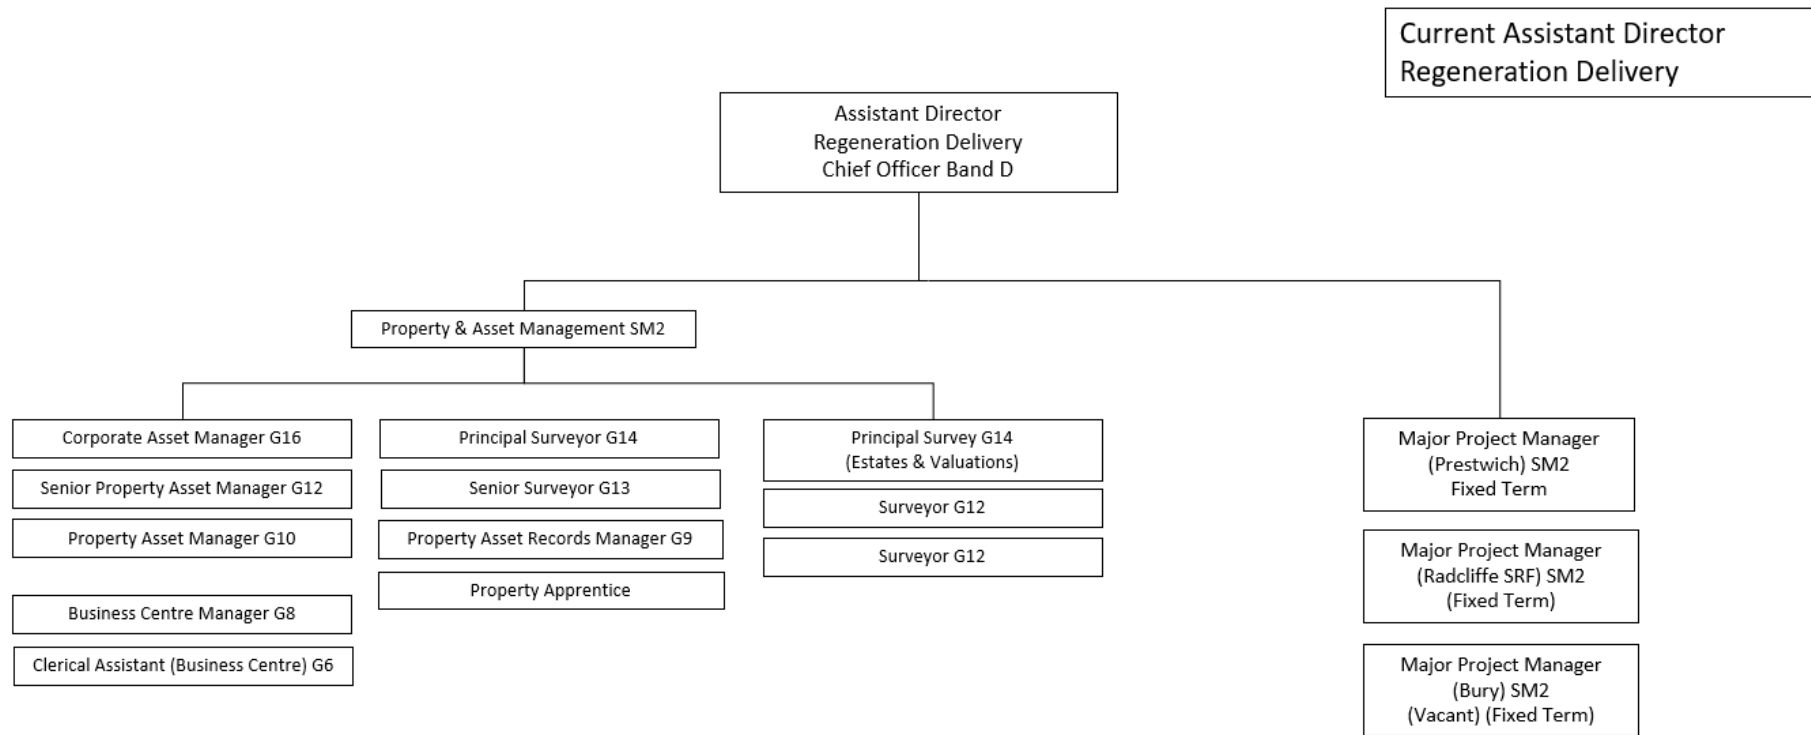 Current Assistant Director
Regeneration Delivery
Assistant Director
Regeneration Delivery
Chief Officer Band D
Property & Asset Management SM2
Corporate Asset Manager G16
Senior Property Asset Manager G12
Property Asset Manager G10
Business Centre Manager G8
Clerical Assistant (Business Centre) G6
Principal Surveyor G14
Senior Surveyor G13
Property Asset Records Manager G9
Property Apprentice
Principal Survey G14
(Estates & Valuations)
Surveyor G12
Surveyor G12
Major Project Manager
(Prestwich) SM2
Fixed Term
Major Project Manager
(Radcliffe SRF) SM2
(Fixed Term)
Major Project Manager
(Bury) SM2
(Vacant) (Fixed Term)